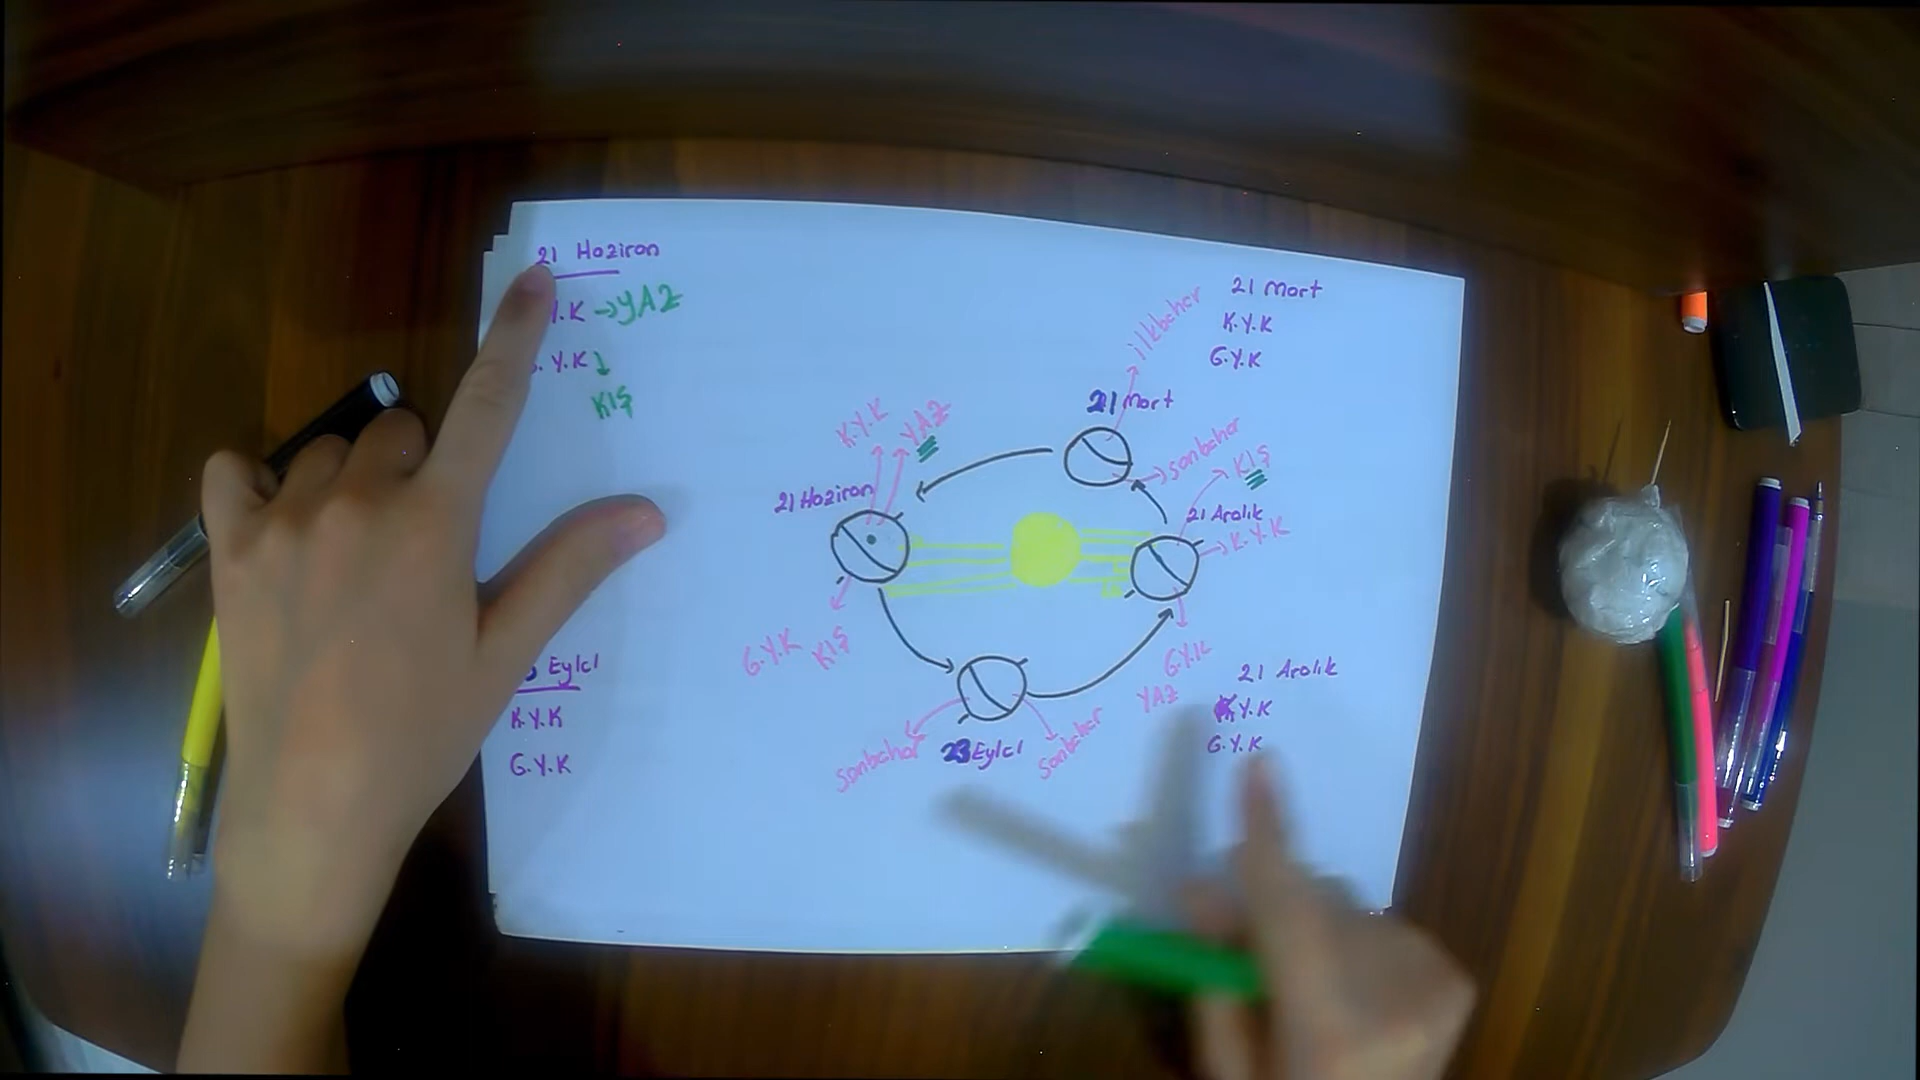 21 Haziran
Y.K → YAZ
G.Y.K ↓
KIŞ
21 Mart
K.Y.K
G.Y.K
ilkbahar
21 Mart
sonbahar
KIŞ
21 Aralık
K.Y.K
K.Y.K
YAZ
21 Haziran
G.Y.K
KIŞ
G.Y.K
YAZ
sonbahar
23 Eylül
sonbahar
Eylül
K.Y.K
G.Y.K
21 Aralık
K.Y.K
G.Y.K